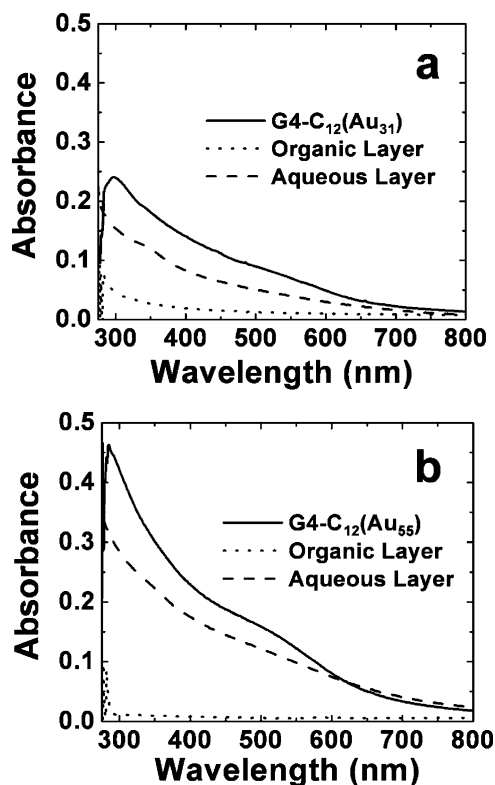 0.5
a
0.4
G4-C₁₂(Au₃₁)
0.3
Organic Layer
Aqueous Layer
0.2
0.1
0.0
Absorbance
300 400 500 600 700 800
Wavelength (nm)
0.5
b
0.4
G4-C₁₂(Au₅₅)
0.3
Organic Layer
Aqueous Layer
0.2
0.1
0.0
Absorbance
300 400 500 600 700 800
Wavelength (nm)